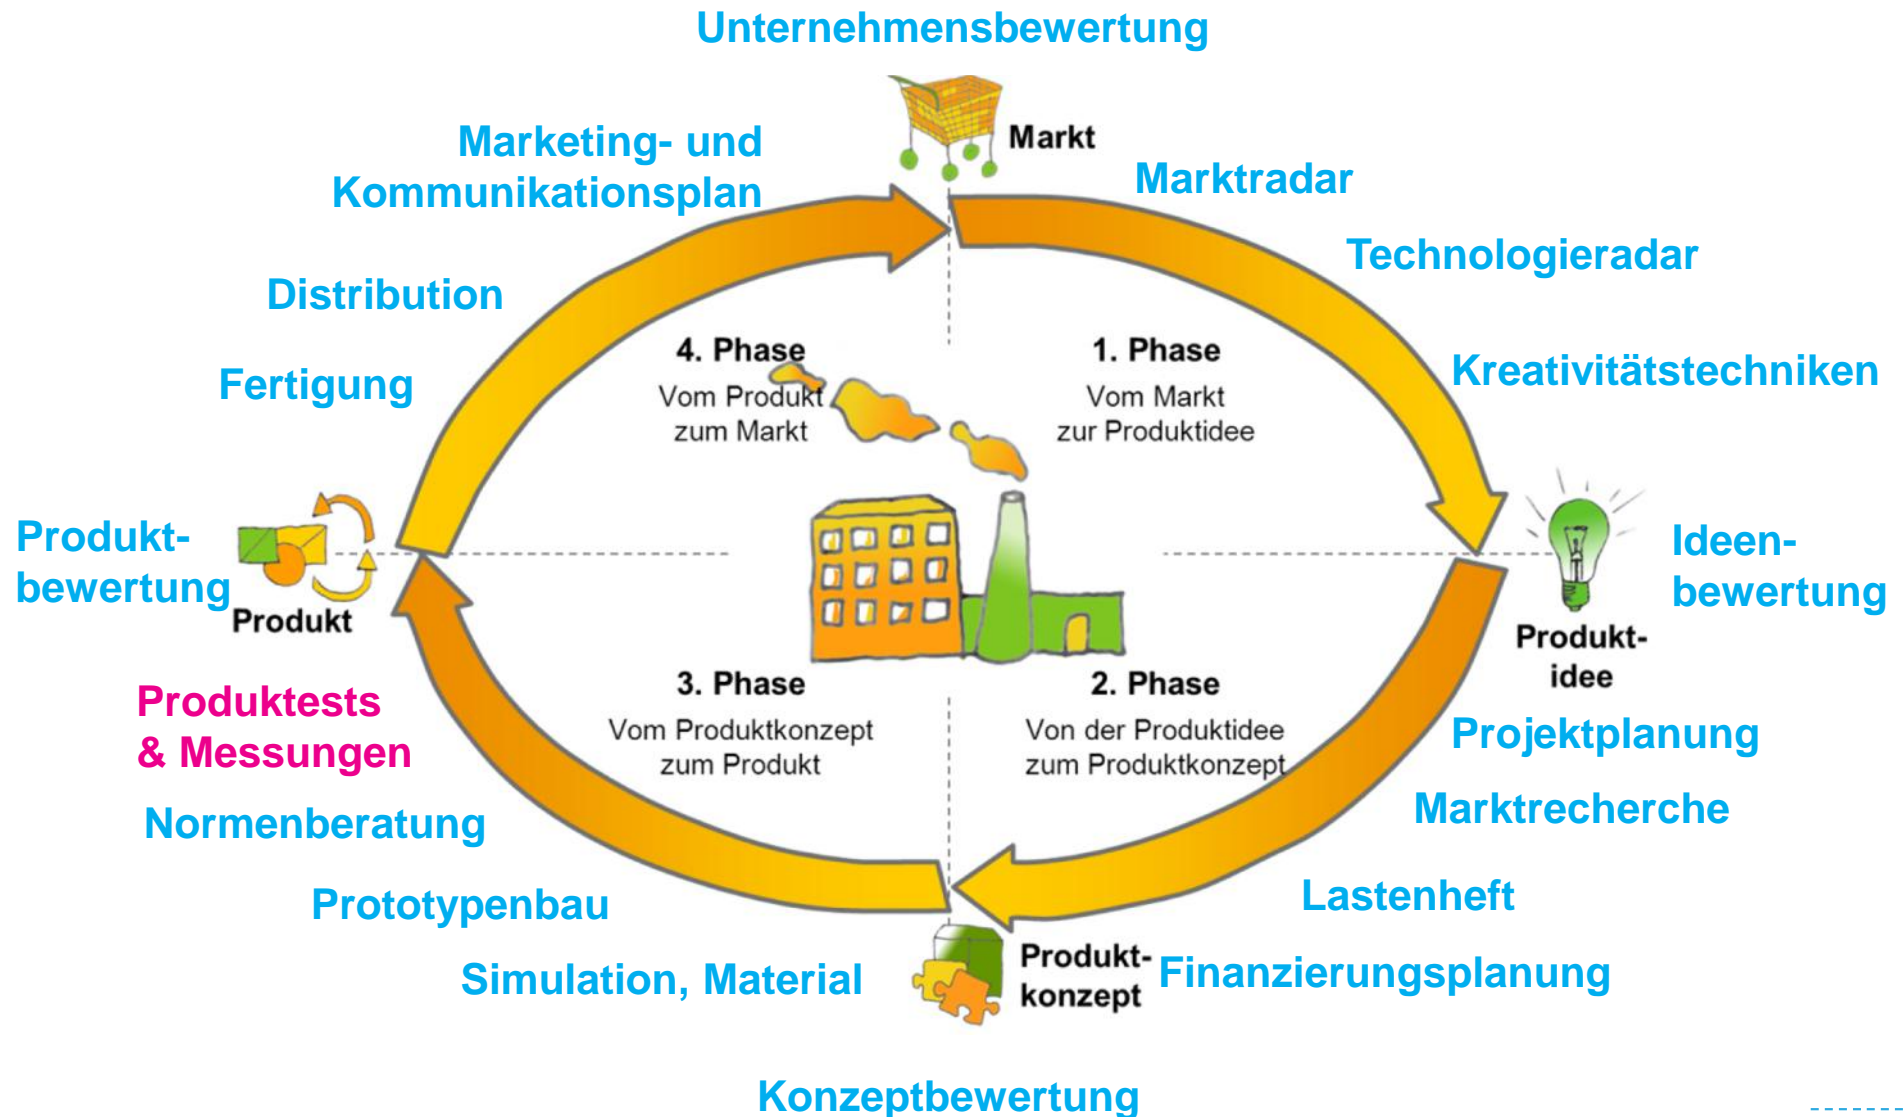 Unternehmensbewertung
Markt
Marketing- und
Kommunikationsplan
Marktradar
Technologieradar
Distribution
Kreativitätstechniken
Fertigung
4. Phase
Vom Produkt
zum Markt
1. Phase
Vom Markt
zur Produktidee
Produkt-
bewertung
Produkt
Ideen-
bewertung
Produkt-
idee
3. Phase
Vom Produktkonzept
zum Produkt
2. Phase
Von der Produktidee
zum Produktkonzept
Produktests
& Messungen
Projektplanung
Normenberatung
Marktrecherche
Prototypenbau
Lastenheft
Simulation, Material
Produkt-
konzept
Finanzierungsplanung
Konzeptbewertung